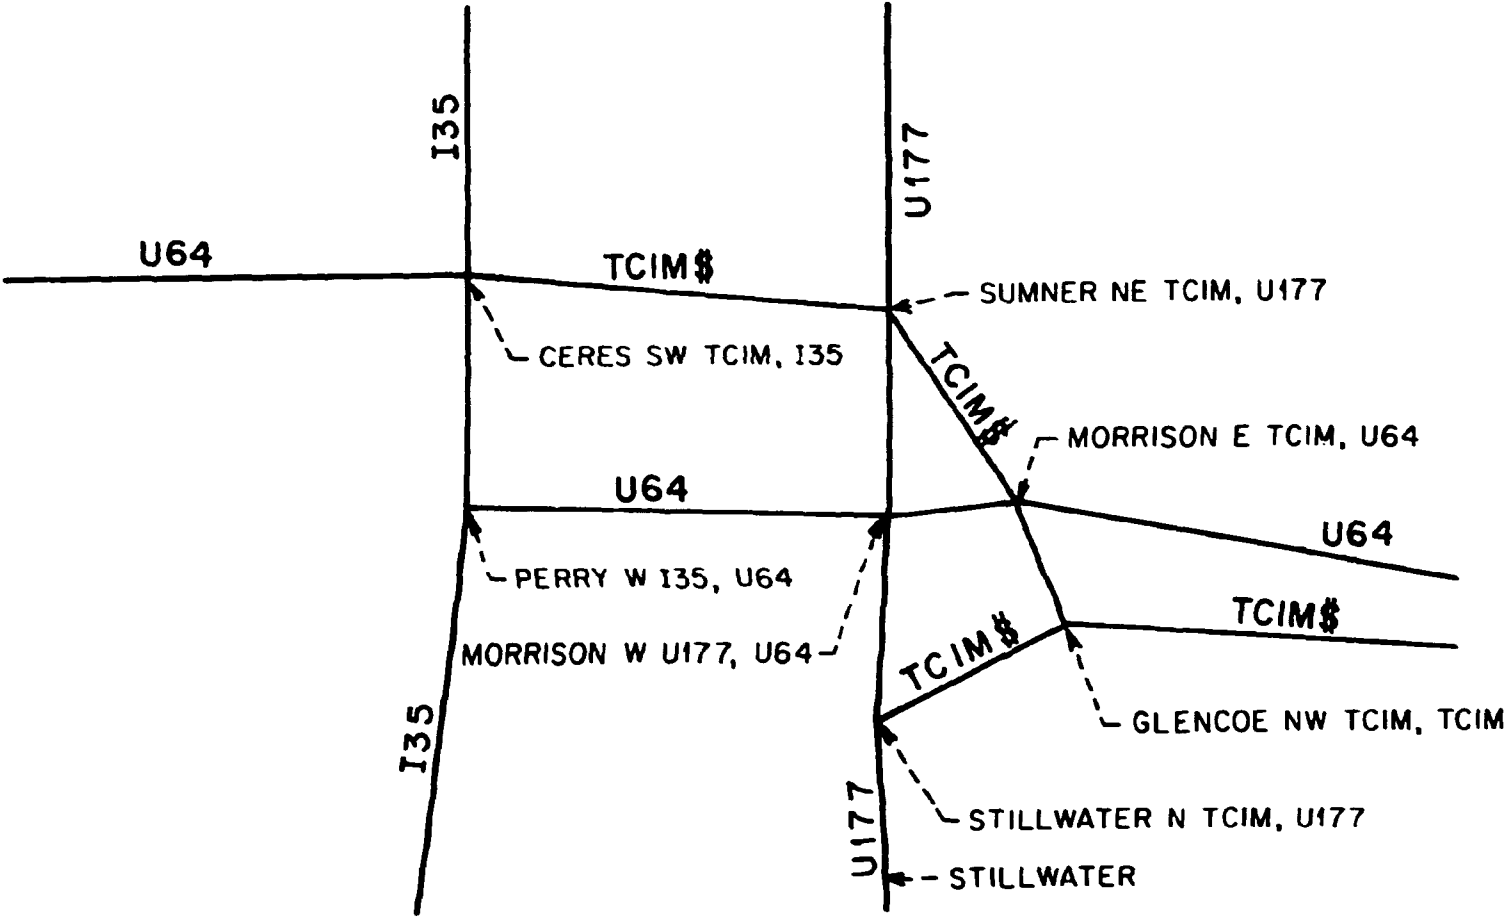 I35
U177
U64
TCIM$
SUMNER NE TCIM, U177
CERES SW TCIM, I35
TCIM$
MORRISON E TCIM, U64
U64
U64
PERRY W I35, U64
TCIM$
TCIM$
MORRISON W U177, U64
I35
GLENCOE NW TCIM, TCIM
U177
STILLWATER N TCIM, U177
STILLWATER